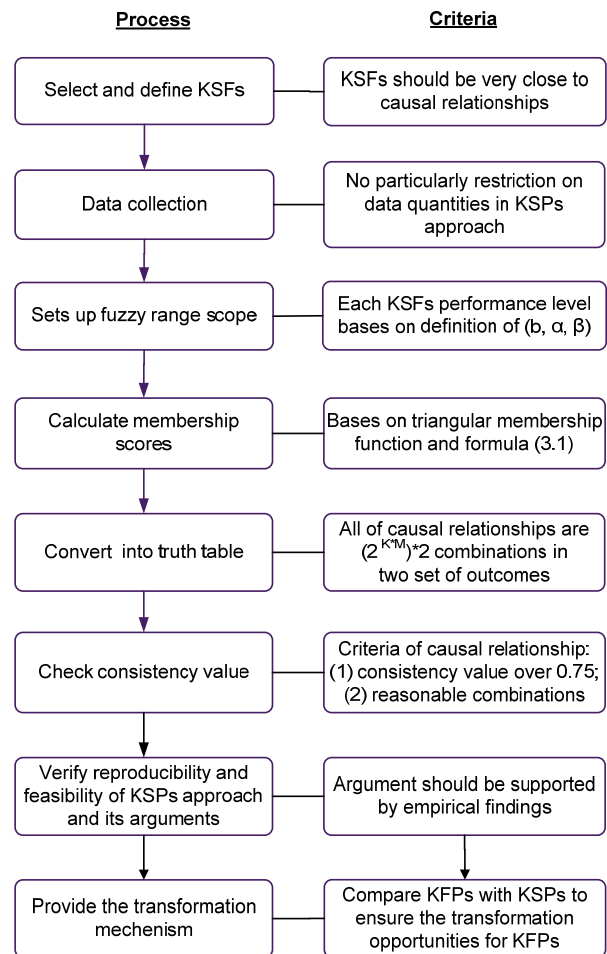 Process
Criteria
Select and define KSFs
KSFs should be very close to
causal relationships
Data collection
No particularly restriction on
data quantities in KSPs
approach
Sets up fuzzy range scope
Each KSFs performance level
bases on definition of (b, α, β)
Calculate membership
scores
Bases on triangular membership
function and formula (3.1)
Convert into truth table
All of causal relationships are
(2 K*M)*2 combinations in
two set of outcomes
Check consistency value
Criteria of causal relationship:
(1) consistency value over 0.75;
(2) reasonable combinations
Verify reproducibility and
feasibility of KSPs approach
and its arguments
Argument should be supported
by empirical findings
Provide the transformation
mechenism
Compare KFPs with KSPs to
ensure the transformation
opportunities for KFPs